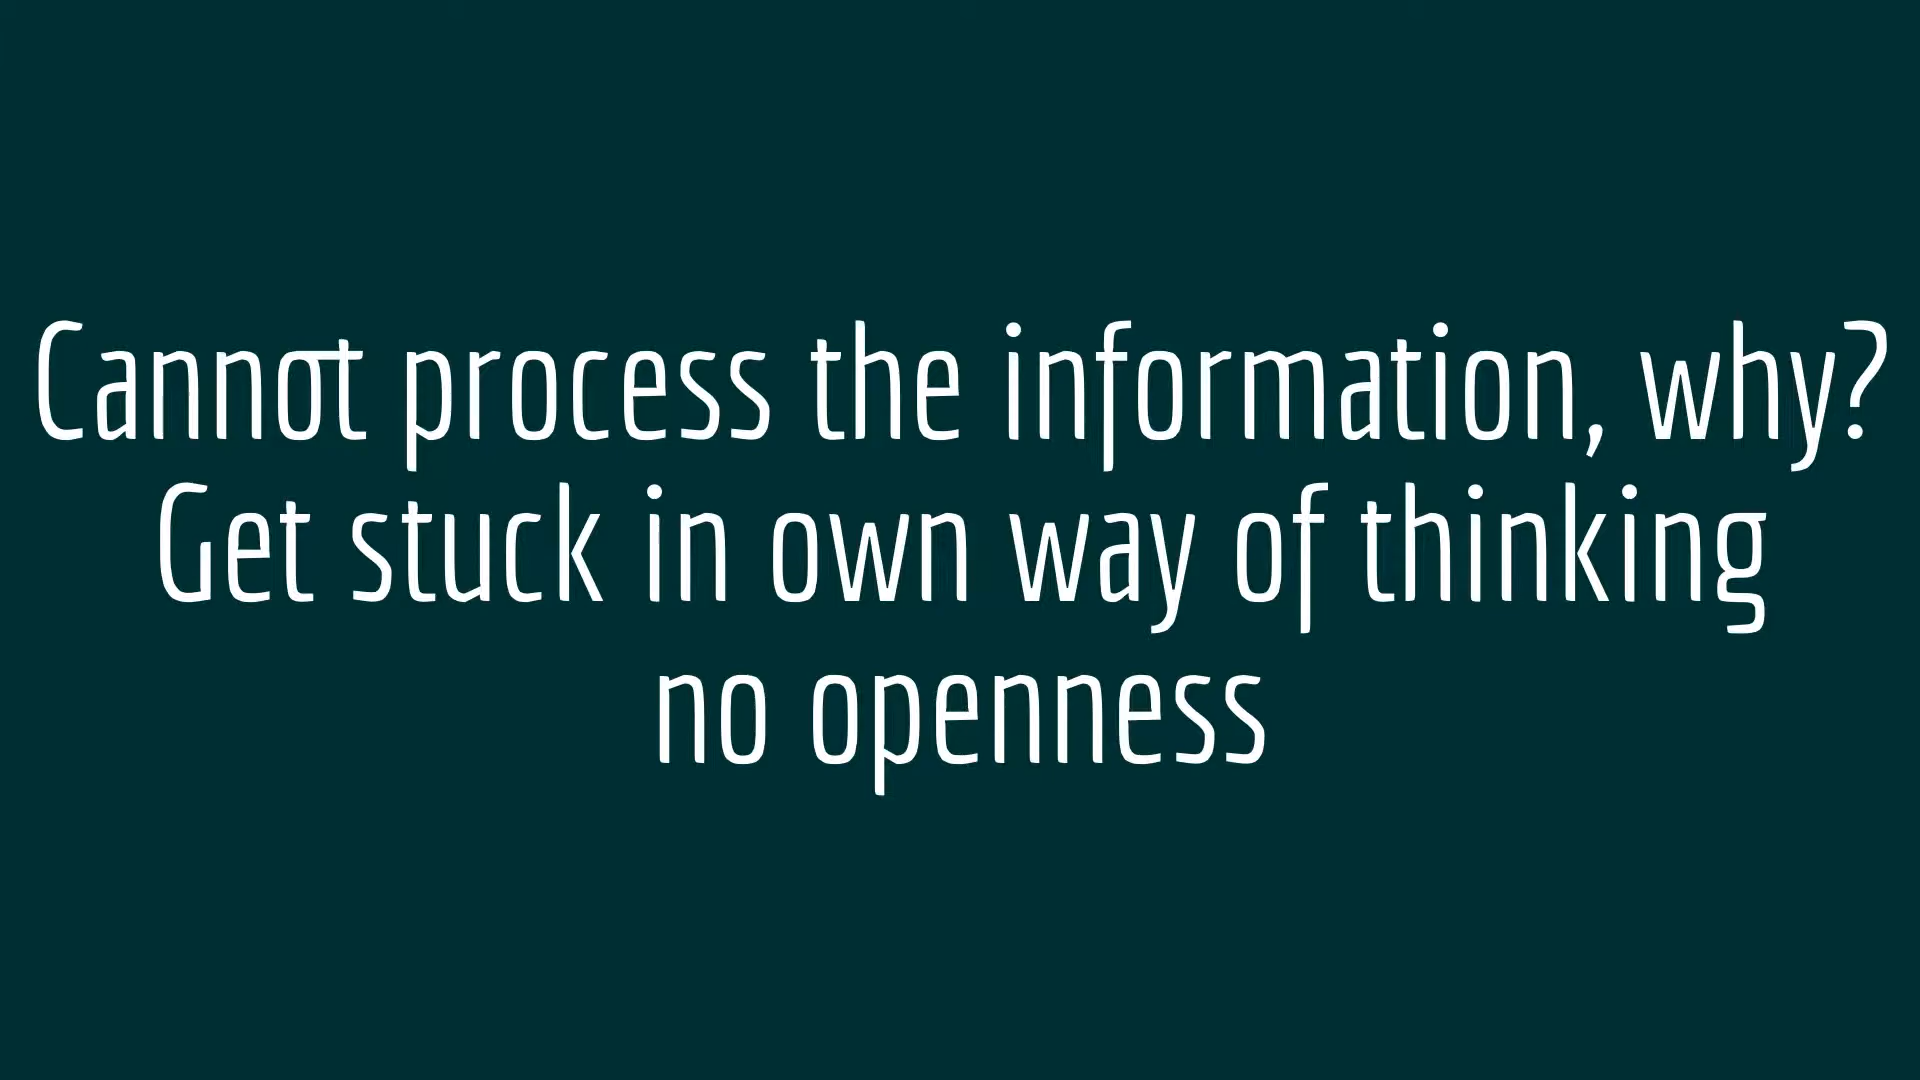 Cannot process the information, why?
Get stuck in own way of thinking
no openness